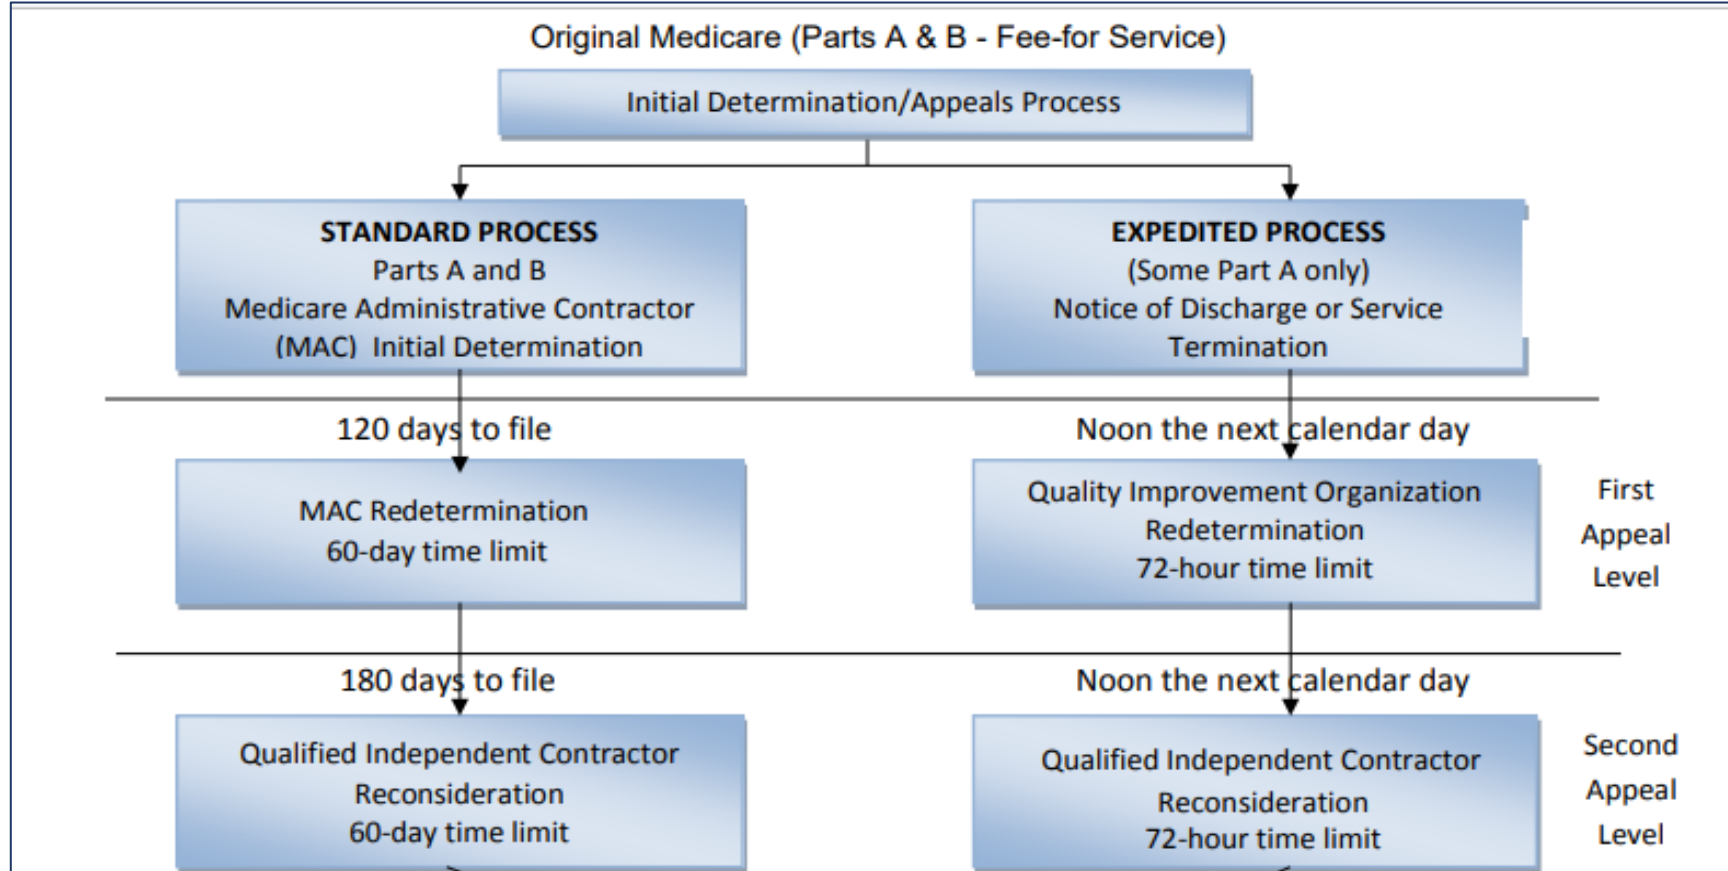 Original Medicare (Parts A & B - Fee-for Service)
Initial Determination/Appeals Process
STANDARD PROCESS
Parts A and B
Medicare Administrative Contractor
(MAC)  Initial Determination
EXPEDITED PROCESS
(Some Part A only)
Notice of Discharge or Service
Termination
120 days to file
Noon the next calendar day
MAC Redetermination
60-day time limit
Quality Improvement Organization
Redetermination
72-hour time limit
First
Appeal
Level
180 days to file
Noon the next calendar day
Qualified Independent Contractor
Reconsideration
60-day time limit
Qualified Independent Contractor
Reconsideration
72-hour time limit
Second
Appeal
Level